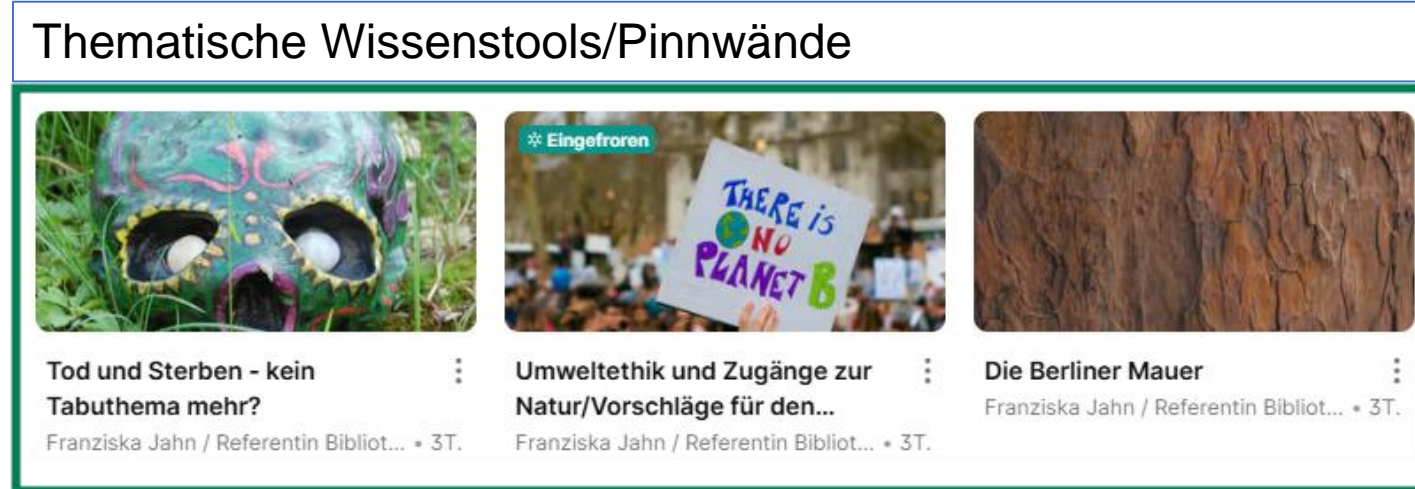 Thematische Wissenstools/Pinnwände
Eingefroren
THERE is
NO
PLANET B
Tod und Sterben - kein
Tabuthema mehr?
Franziska Jahn / Referentin Bibliot... • 3T.
Umweltethik und Zugänge zur
Natur/Vorschläge für den...
Franziska Jahn / Referentin Bibliot... • 3T.
Die Berliner Mauer
Franziska Jahn / Referentin Bibliot... • 3T.